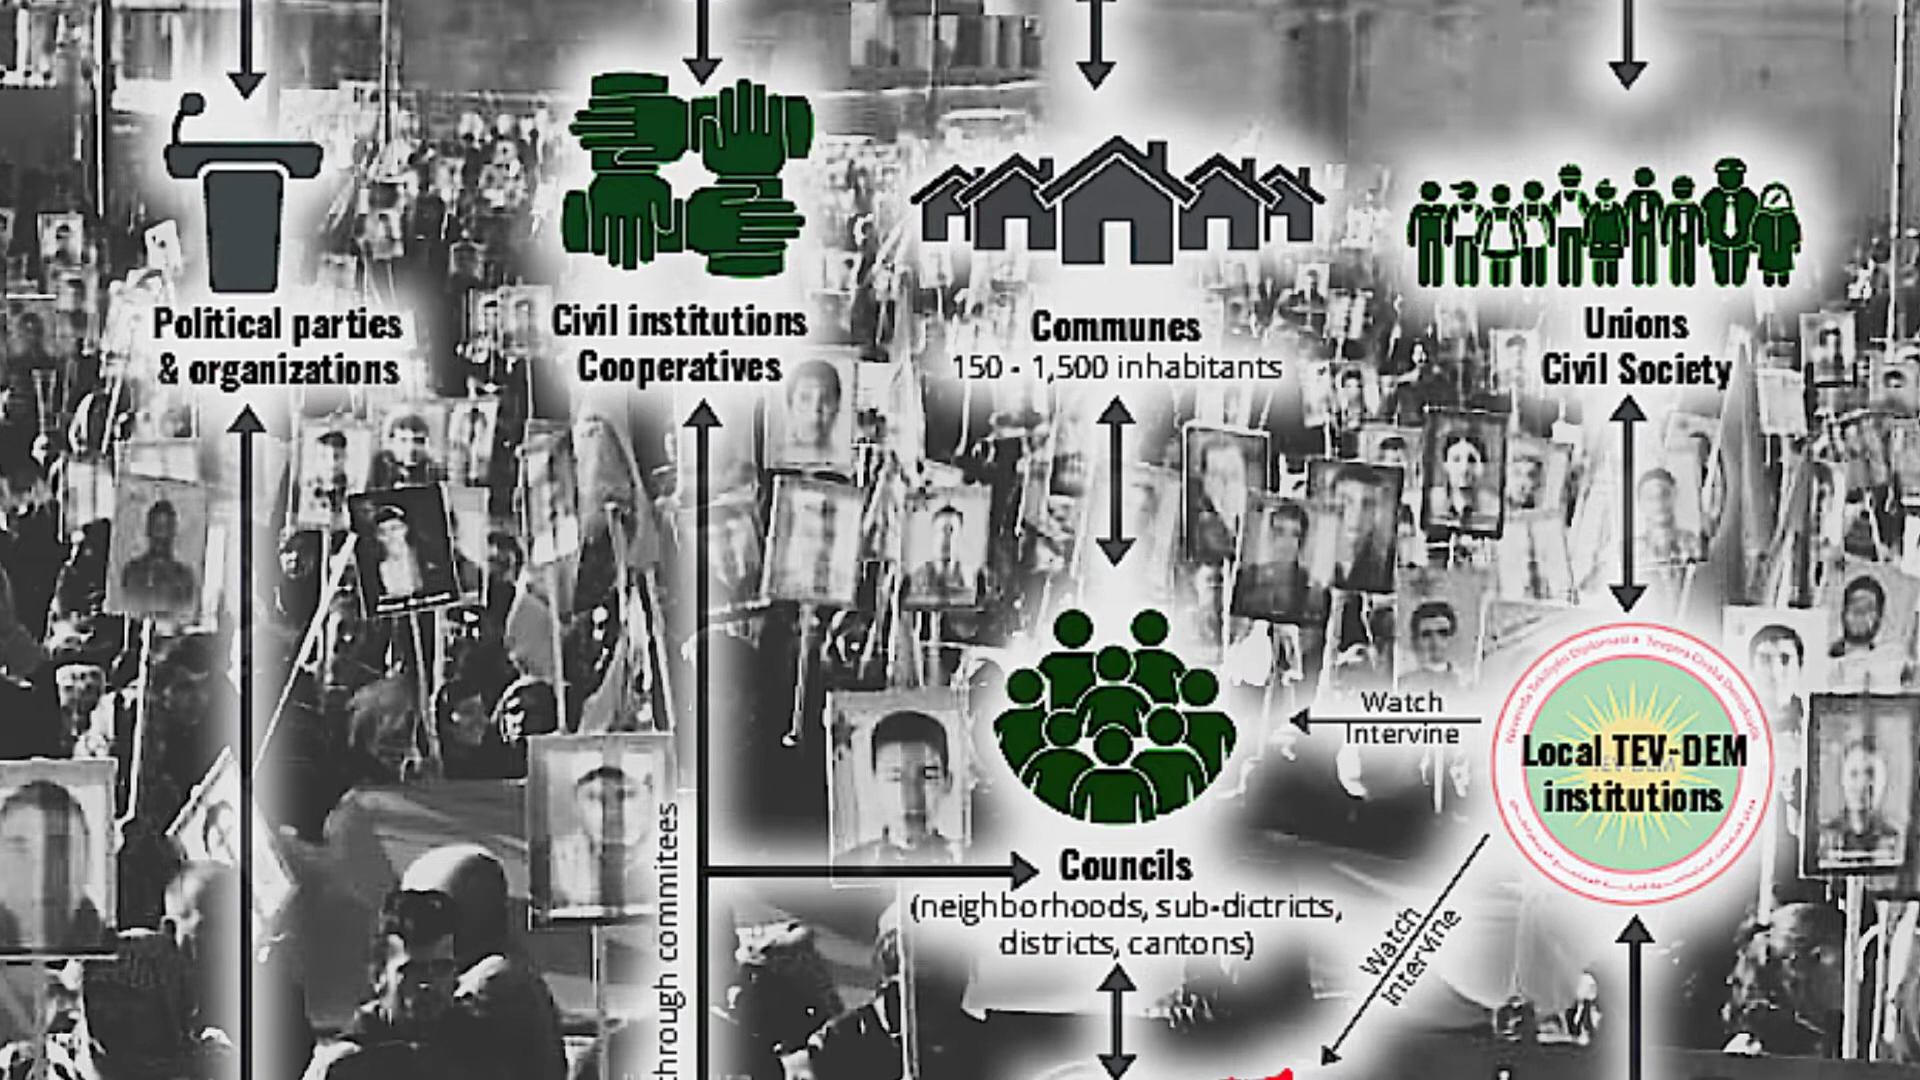 Political parties
& organizations
Civil institutions
Cooperatives
Communes
150 - 1,500 inhabitants
Unions
Civil Society
Watch
Intervine
Local TEV-DEM
institutions
Councils
(neighborhoods, sub-dictricts,
districts, cantons)
Watch
Intervine
through commitees